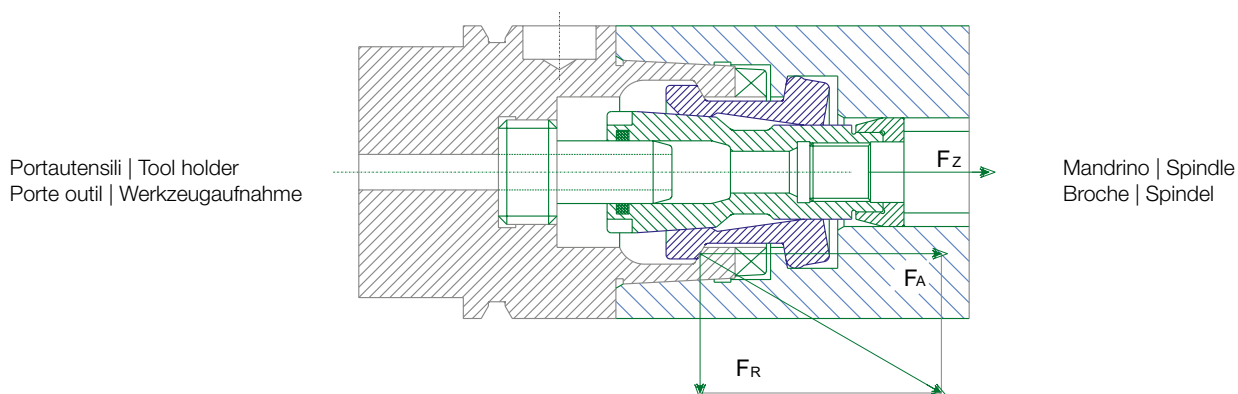 Portautensili | Tool holder
Porte outil | Werkzeugaufnahme
FZ
Mandrino | Spindle
Broche | Spindel
FA
FR